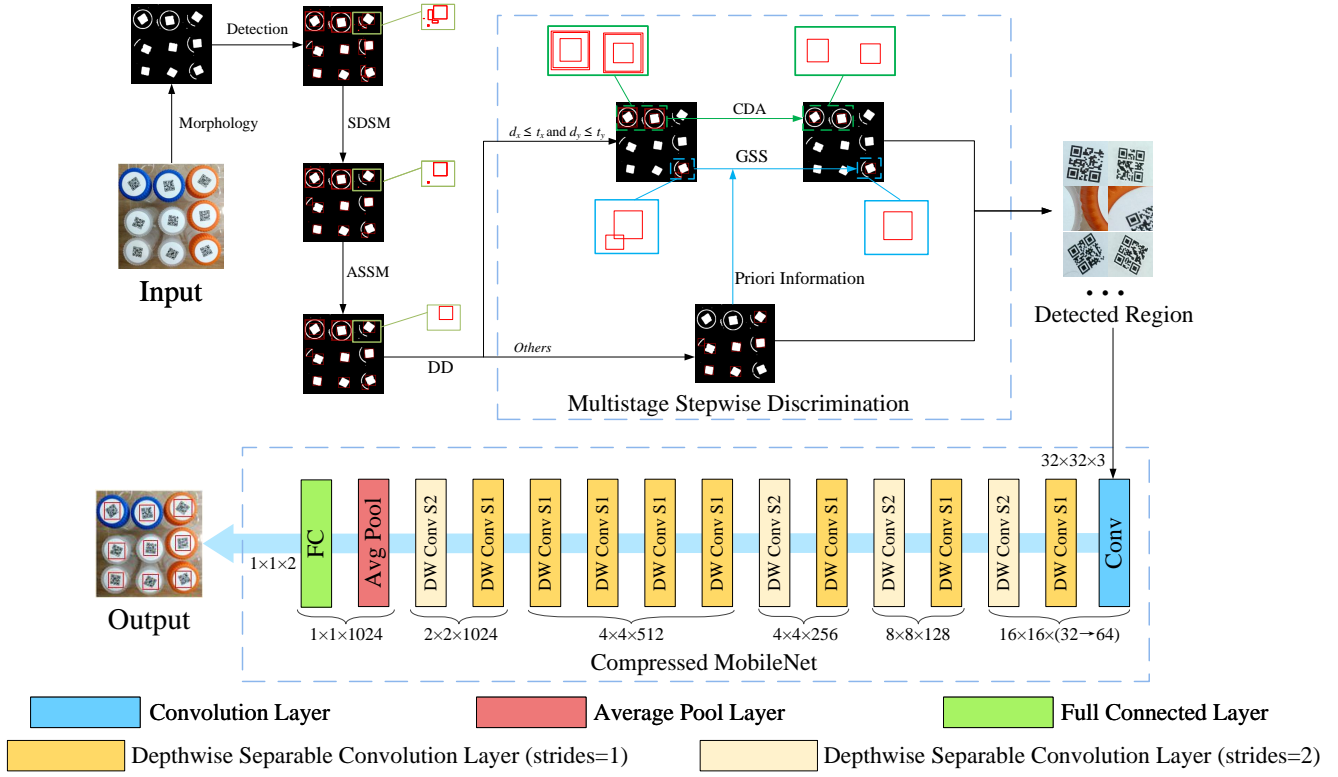 Detection
Morphology
SDSM
ASSM
Input
DD
d_x ≤ t_x and d_y ≤ t_y
Others
CDA
GSS
Priori Information
Multistage Stepwise Discrimination
• • •
Detected Region
32×32×3
Conv
DW Conv S1
DW Conv S2
DW Conv S1
DW Conv S2
DW Conv S1
DW Conv S2
DW Conv S1
DW Conv S1
DW Conv S1
DW Conv S1
DW Conv S1
DW Conv S2
Avg Pool
FC
1×1×2
Output
1×1×1024
2×2×1024
4×4×512
4×4×256
8×8×128
16×16×(32→64)
Compressed MobileNet
Convolution Layer
Average Pool Layer
Full Connected Layer
Depthwise Separable Convolution Layer (strides=1)
Depthwise Separable Convolution Layer (strides=2)